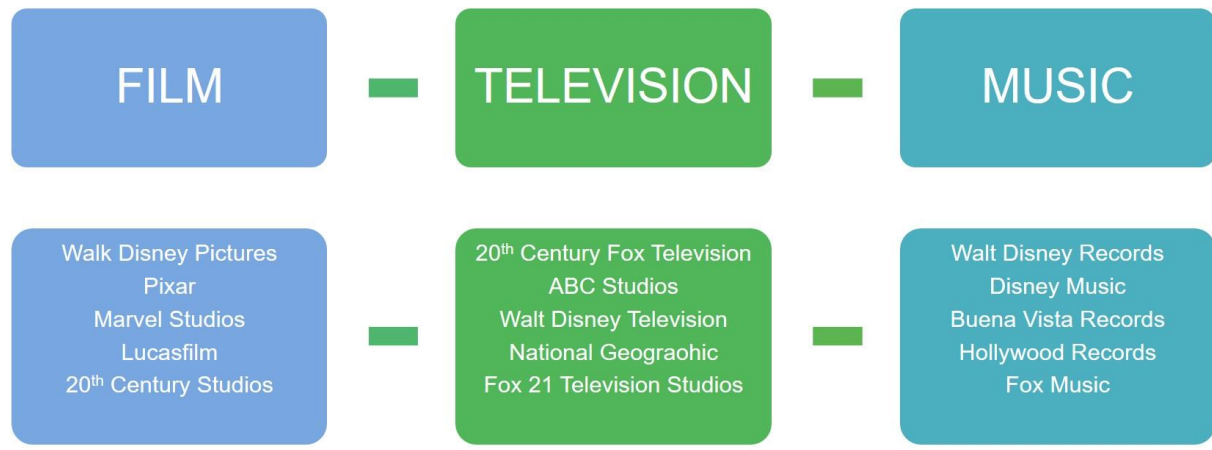 FILM
TELEVISION
MUSIC
Walk Disney Pictures
Pixar
Marvel Studios
Lucasfilm
20th Century Studios
20th Century Fox Television
ABC Studios
Walt Disney Television
National Geograohic
Fox 21 Television Studios
Walt Disney Records
Disney Music
Buena Vista Records
Hollywood Records
Fox Music